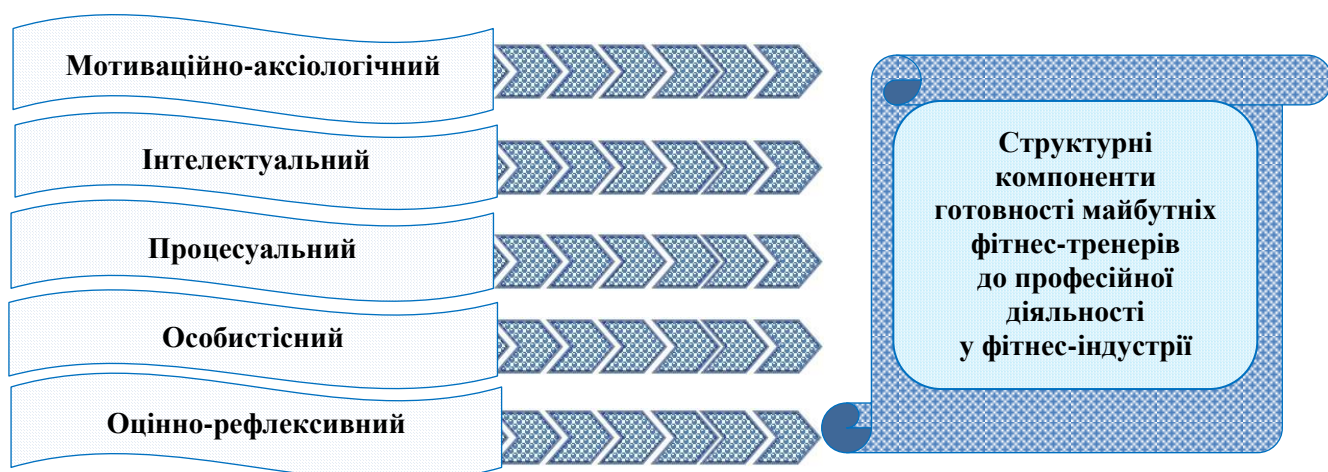 Мотиваційно-аксіологічний
Інтелектуальний
Процесуальний
Особистісний
Оцінно-рефлексивний
Структурні
компоненти
готовності майбутніх
фітнес-тренерів
до професійної
діяльності
у фітнес-індустрії